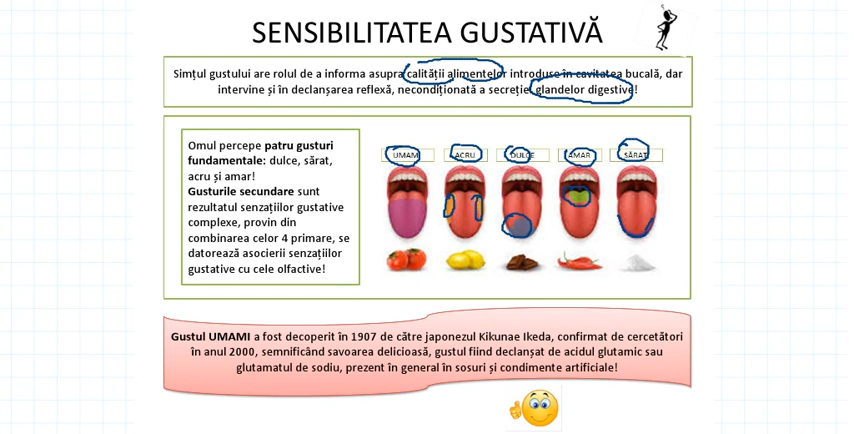 SENSIBILITATEA GUSTATIVĂ
Simțul gustului are rolul de a informa asupra calității alimentelor introduse în cavitatea bucală, dar
intervine și în declanșarea reflexă, necondiționată a secreției glandelor digestive!
Omul percepe patru gusturi
fundamentale: dulce, sărat,
acru și amar!
Gusturile secundare sunt
rezultatul senzațiilor gustative
complexe, provin din
combinarea celor 4 primare, se
datorează asocierii senzațiilor
gustative cu cele olfactive!
UMAMI ACRU DULCE AMAR SĂRAT
Gustul UMAMI a fost decoperit în 1907 de către japonezul Kikunae Ikeda, confirmat de cercetători
în anul 2000, semnificând savoarea delicioasă, gustul fiind declanșat de acidul glutamic sau
glutamatul de sodiu, prezent în general în sosuri și condimente artificiale!